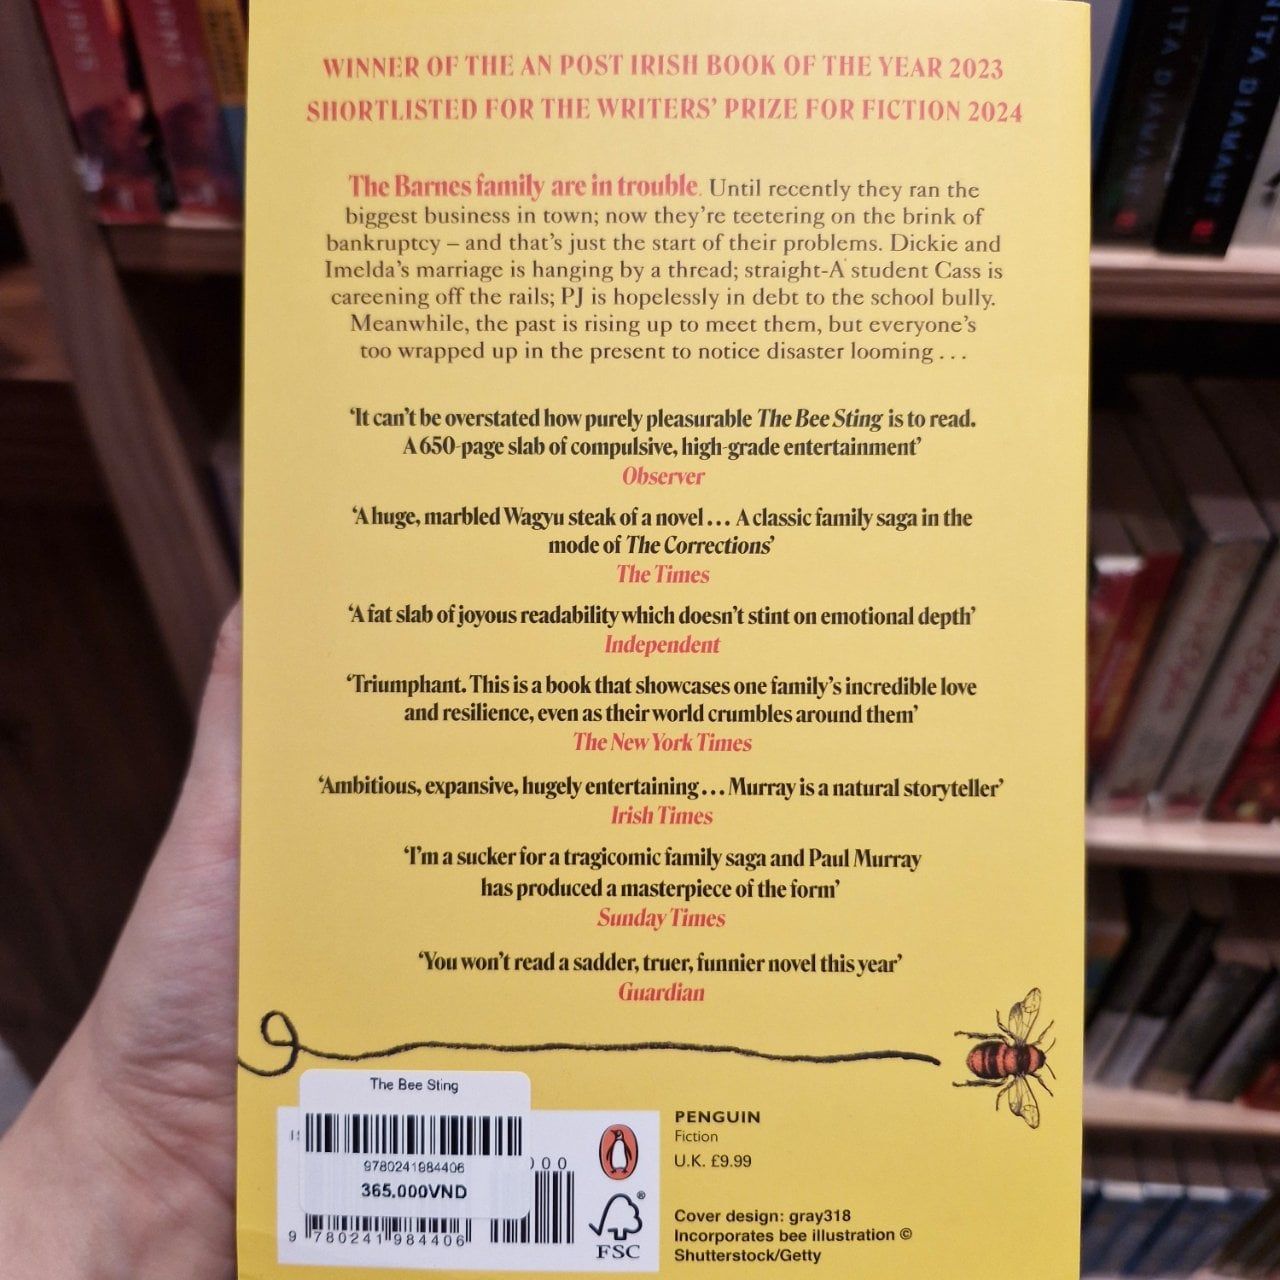 WINNER OF THE AN POST IRISH BOOK OF THE YEAR 2023
SHORTLISTED FOR THE WRITERS' PRIZE FOR FICTION 2024
The Barnes family are in trouble. Until recently they ran the
biggest business in town; now they're teetering on the brink of
bankruptcy – and that's just the start of their problems. Dickie and
Imelda's marriage is hanging by a thread; straight-A student Cass is
careening off the rails; PJ is hopelessly in debt to the school bully.
Meanwhile, the past is rising up to meet them, but everyone's
too wrapped up in the present to notice disaster looming . . .
'It can't be overstated how purely pleasurable The Bee Sting is to read.
A 650-page slab of compulsive, high-grade entertainment'
Observer
'A huge, marbled Wagyu steak of a novel . . . A classic family saga in the
mode of The Corrections'
The Times
'A fat slab of joyous readability which doesn't stint on emotional depth'
Independent
'Triumphant. This is a book that showcases one family's incredible love
and resilience, even as their world crumbles around them'
The New York Times
'Ambitious, expansive, hugely entertaining . . . Murray is a natural storyteller'
Irish Times
'I'm a sucker for a tragicomic family saga and Paul Murray
has produced a masterpiece of the form'
Sunday Times
'You won't read a sadder, truer, funnier novel this year'
Guardian
The Bee Sting
9780241984406
365.000VND
9 780241 984406
FSC
®
PENGUIN
Fiction
U.K. £9.99
Cover design: gray318
Incorporates bee illustration ©
Shutterstock/Getty
DIAMANT
DIAMANT